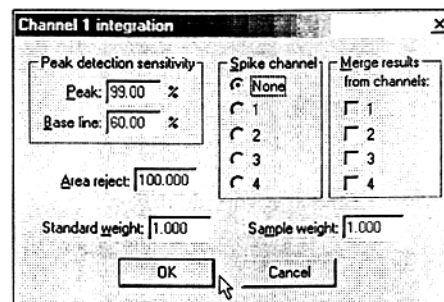 Channel 1 integration
Peak detection sensitivity
Peak: 99.00 %
Base line: 60.00 %
Area reject: 100.000
Spike channel
None
1
2
3
4
Merge results
from channels:
1
2
3
4
Standard weight: 1.000
Sample weight: 1.000
OK
Cancel